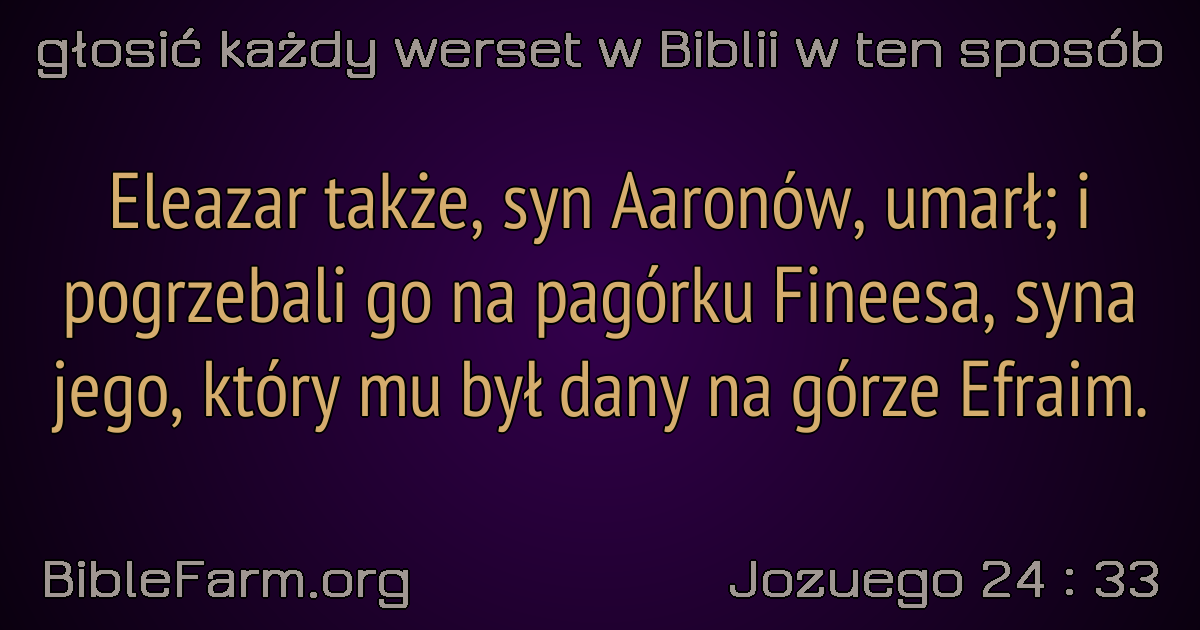 głosić każdy werset w Biblii w ten sposób
Eleazar także, syn Aaronów, umarł; i
pogrzebali go na pagórku Fineesa, syna
jego, który mu był dany na górze Efraim.
BibleFarm.org
Jozuego 24 : 33